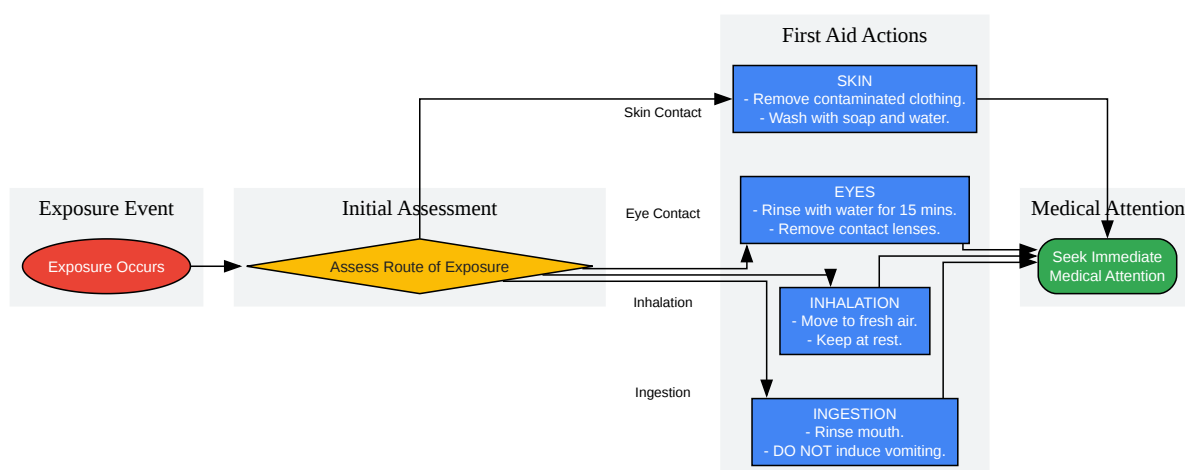 First Aid Actions
SKIN
- Remove contaminated clothing.
- Wash with soap and water.
Skin Contact
Exposure Event
Initial Assessment
EYES
- Rinse with water for 15 mins.
- Remove contact lenses.
Eye Contact
Medical Attention
Exposure Occurs
Assess Route of Exposure
Seek Immediate
Medical Attention
Inhalation
INHALATION
- Move to fresh air.
- Keep at rest.
Ingestion
INGESTION
- Rinse mouth.
- DO NOT induce vomiting.